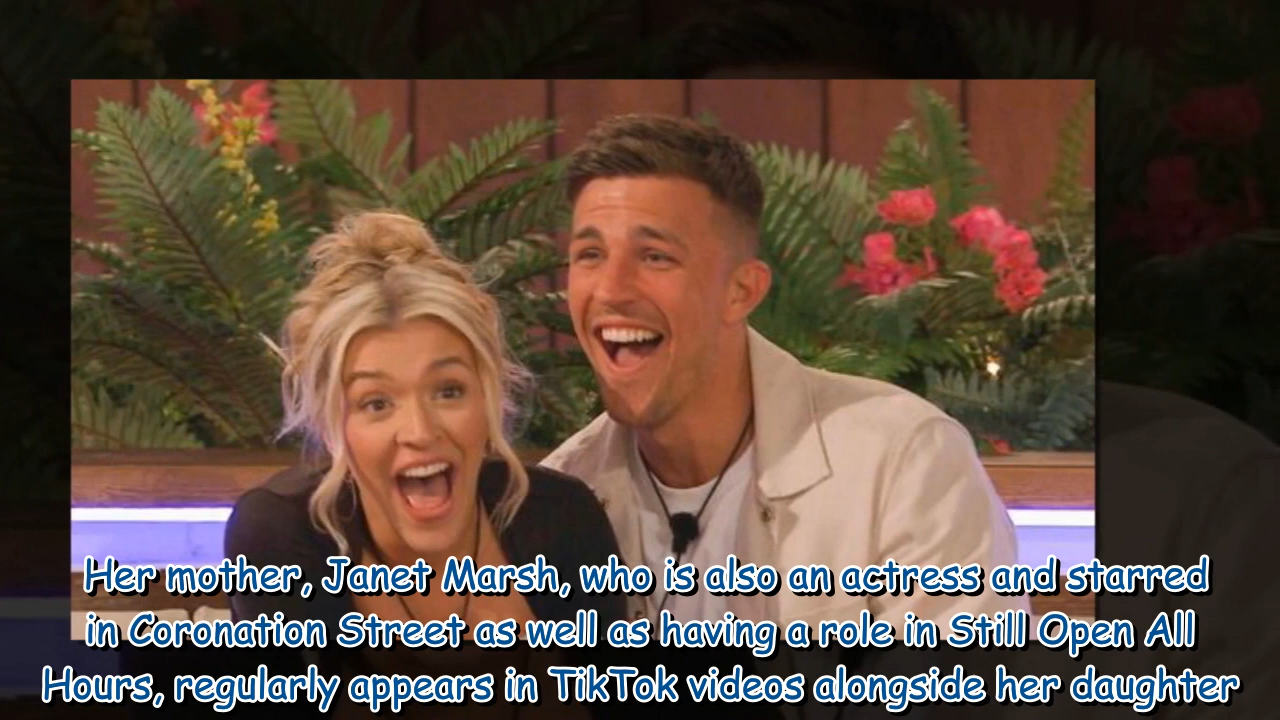 Her mother, Janet Marsh, who is also an actress and starred
in Coronation Street as well as having a role in Still Open All
Hours, regularly appears in TikTok videos alongside her daughter